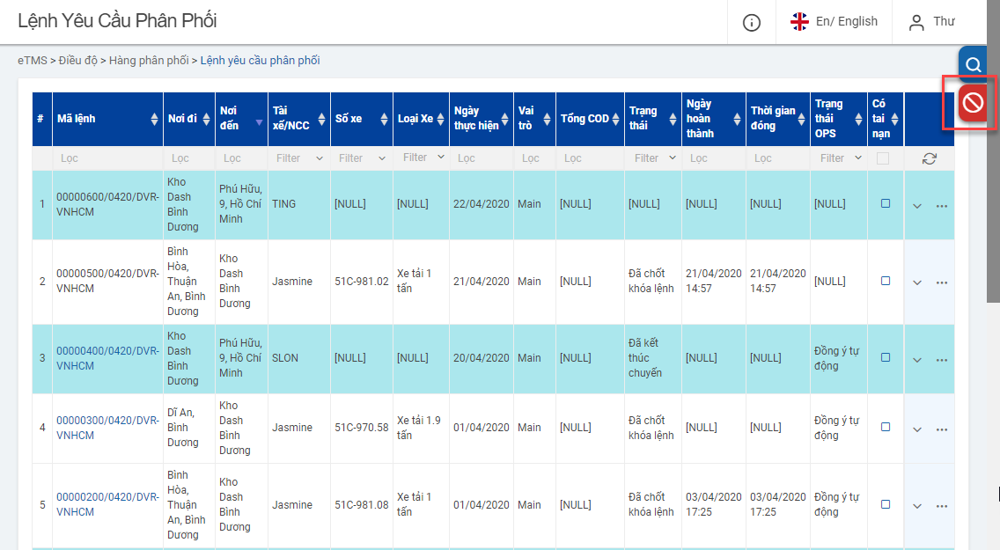 Lệnh Yêu Cầu Phân Phối
En/ English
Thư
eTMS > Điều độ > Hàng phân phối > Lệnh yêu cầu phân phối
# Mã lệnh Nơi đi Nơi đến Tài xế/NCC Số xe Loại Xe Ngày thực hiện Vai trò Tổng COD Trạng thái Ngày hoàn thành Thời gian đóng Trạng thái OPS Có tai nạn
Lọc Lọc Lọc Filter Filter Filter Lọc Lọc Lọc Filter Lọc Lọc Filter
1 00000600/0420/DVR-VNHCM Kho Dash Bình Dương Phú Hữu, 9, Hồ Chí Minh TING [NULL] [NULL] 22/04/2020 Main [NULL] [NULL] [NULL] [NULL] [NULL]
2 00000500/0420/DVR-VNHCM Bình Hòa, Thuận An, Bình Dương Kho Dash Bình Dương Jasmine 51C-981.02 Xe tải 1 tấn 21/04/2020 Main [NULL] Đã chốt khóa lệnh 21/04/2020 14:57 21/04/2020 14:57 [NULL]
3 00000400/0420/DVR-VNHCM Kho Dash Bình Dương Phú Hữu, 9, Hồ Chí Minh SLON [NULL] [NULL] 20/04/2020 Main [NULL] Đã kết thúc chuyến [NULL] [NULL] Đồng ý tự động
4 00000300/0420/DVR-VNHCM Dĩ An, Bình Dương Kho Dash Bình Dương Jasmine 51C-970.58 Xe tải 1.9 tấn 01/04/2020 Main [NULL] Đã chốt khóa lệnh [NULL] [NULL] Đồng ý tự động
5 00000200/0420/DVR-VNHCM Bình Hòa, Thuận An, Bình Dương Kho Dash Bình Dương Jasmine 51C-981.08 Xe tải 1 tấn 01/04/2020 Main [NULL] Đã chốt khóa lệnh 03/04/2020 17:25 03/04/2020 17:25 Đồng ý tự động